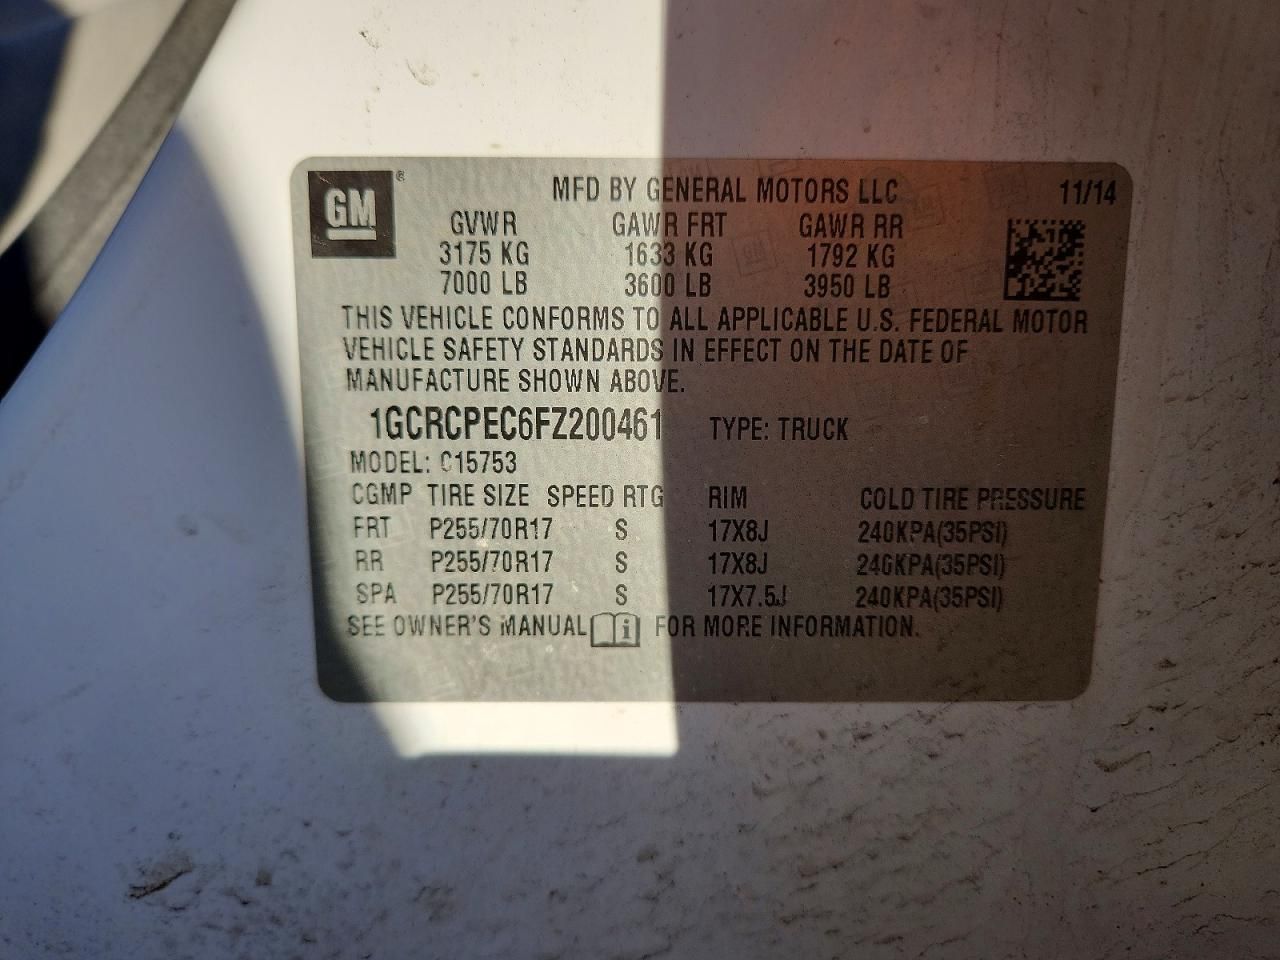 GM ® MFD BY GENERAL MOTORS LLC 11/14
GVWR GAWR FRT GAWR RR
3175 KG 1633 KG 1792 KG
7000 LB 3600 LB 3950 LB
THIS VEHICLE CONFORMS TO ALL APPLICABLE U.S. FEDERAL MOTOR
VEHICLE SAFETY STANDARDS IN EFFECT ON THE DATE OF
MANUFACTURE SHOWN ABOVE.
1GCRCPEC6FZ200461 TYPE: TRUCK
MODEL: C15753
CGMP TIRE SIZE SPEED RTG RIM COLD TIRE PRESSURE
FRT P255/70R17 S 17X8J 240KPA(35PSI)
RR P255/70R17 S 17X8J 240KPA(35PSI)
SPA P255/70R17 S 17X7.5J 240KPA(35PSI)
SEE OWNER'S MANUAL i FOR MORE INFORMATION.